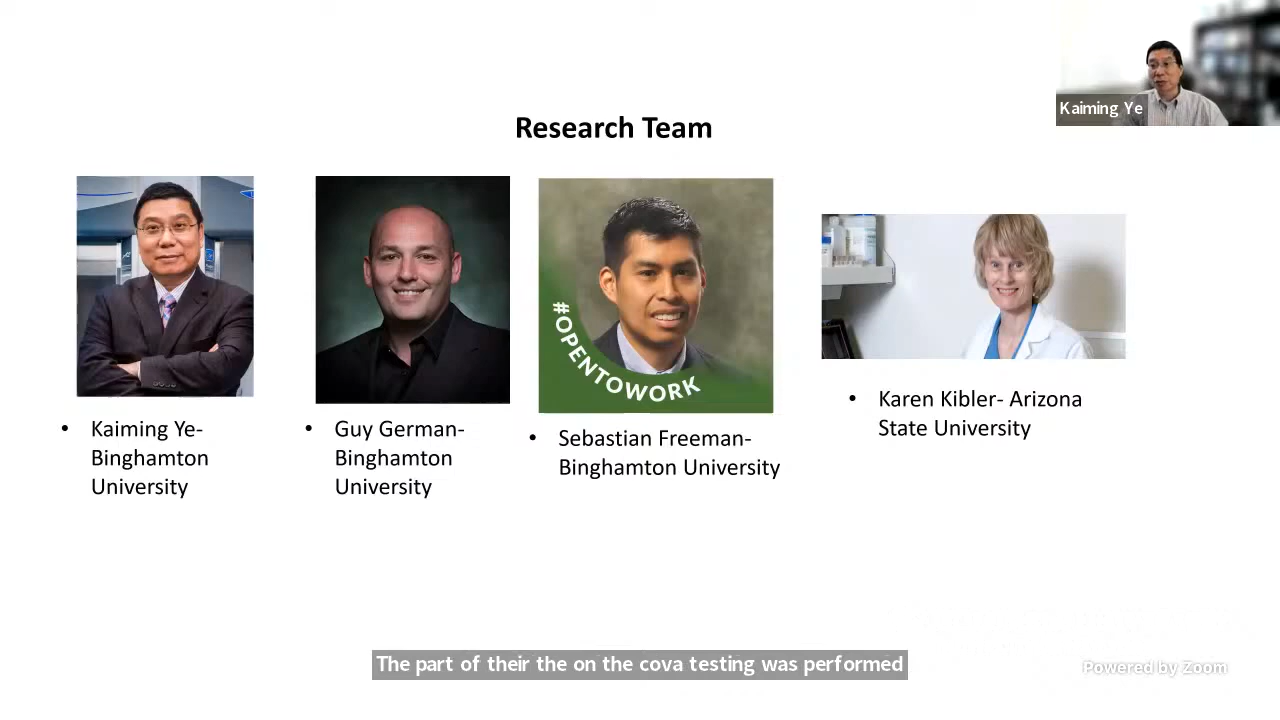 Kaiming Ye
Research Team
#OPENTOWORK
• Kaiming Ye-
Binghamton
University
• Guy German-
Binghamton
University
• Sebastian Freeman-
Binghamton University
• Karen Kibler- Arizona
State University
The part of their the on the cova testing was performed
Powered by Zoom